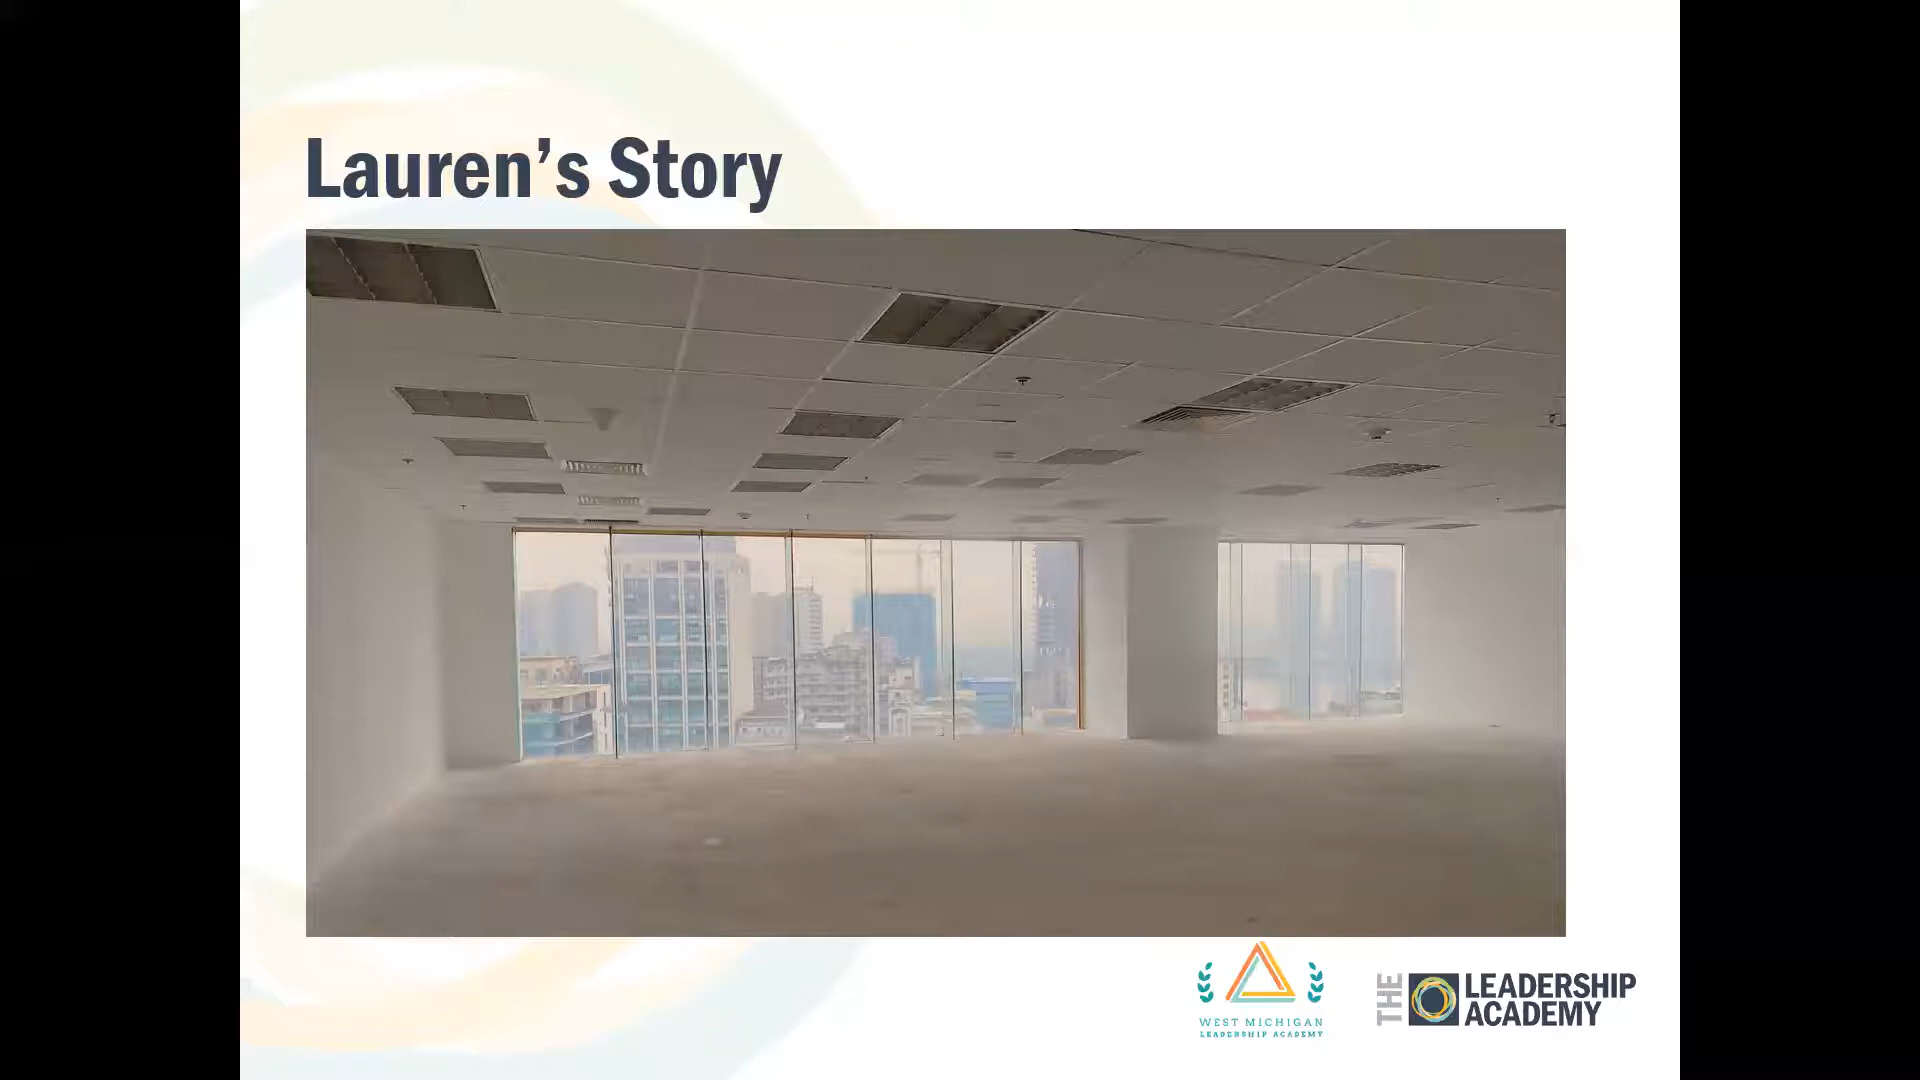 Lauren’s Story
WEST MICHIGAN
LEADERSHIP ACADEMY
THE
LEADERSHIP
ACADEMY